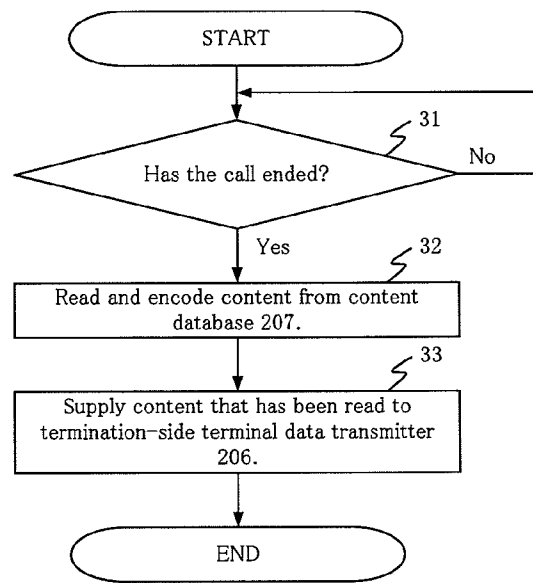 START
31
Has the call ended?
No
Yes
32
Read and encode content from content
database 207.
33
Supply content that has been read to
termination-side terminal data transmitter
206.
END